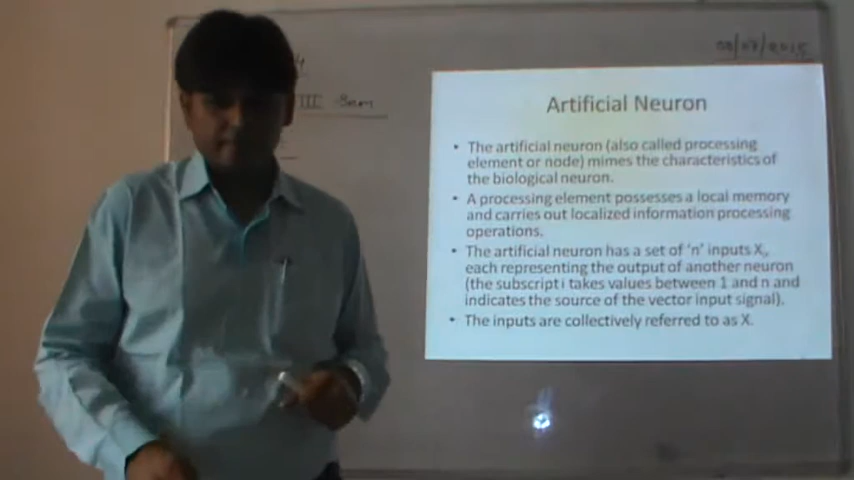 III Sem
Artificial Neuron
• The artificial neuron (also called processing
element or node) mimes the characteristics of
the biological neuron.
• A processing element possesses a local memory
and carries out localized information processing
operations.
• The artificial neuron has a set of 'n' inputs Xi,
each representing the output of another neuron
(the subscript i takes values between 1 and n and
indicates the source of the vector input signal).
• The inputs are collectively referred to as X.